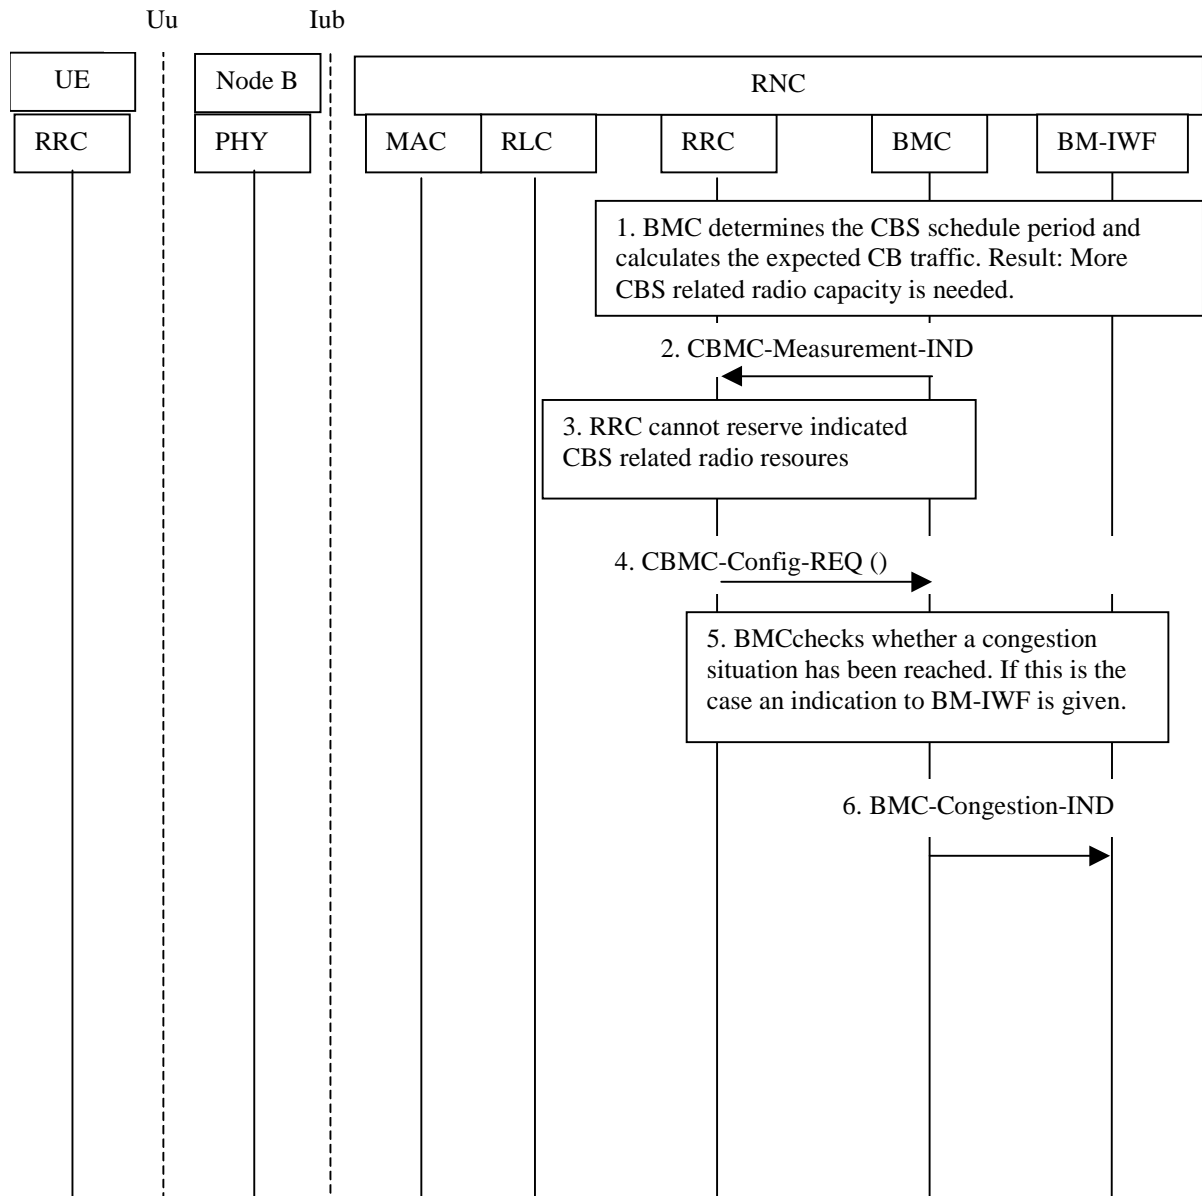 Uu
Iub
UE
Node B
RNC
RRC
PHY
MAC
RLC
RRC
BMC
BM-IWF
1. BMC determines the CBS schedule period and
calculates the expected CB traffic. Result: More
CBS related radio capacity is needed.
2. CBMC-Measurement-IND
3. RRC cannot reserve indicated
CBS related radio resoures
4. CBMC-Config-REQ ()
5. BMCchecks whether a congestion
situation has been reached. If this is the
case an indication to BM-IWF is given.
6. BMC-Congestion-IND